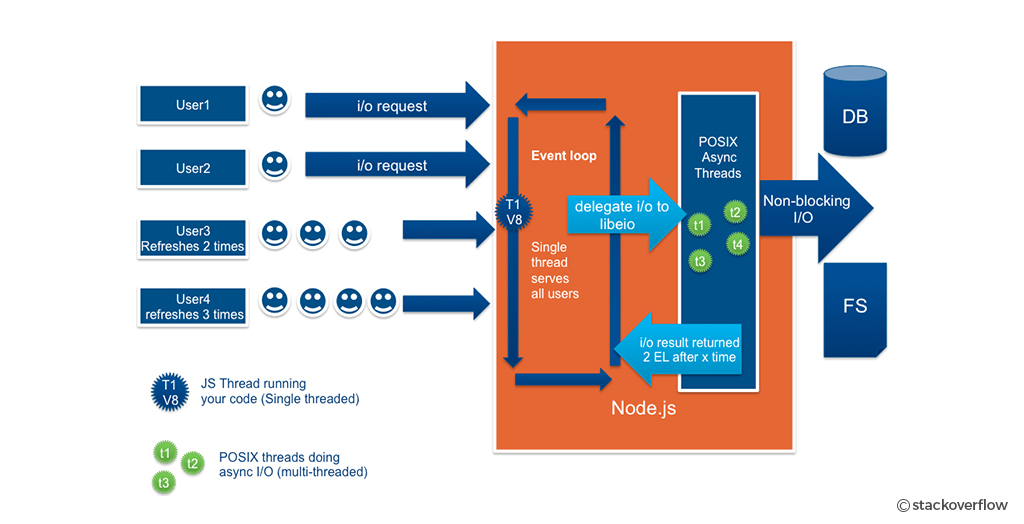 User1
i/o request
User2
i/o request
User3
Refreshes 2 times
User4
refreshes 3 times
Event loop
T1
V8
Single
thread
serves
all users
delegate i/o to
libeio
i/o result returned
2 EL after x time
Node.js
POSIX
Async
Threads
t1
t2
t4
t3
Non-blocking
I/O
DB
FS
T1
V8
JS Thread running
your code (Single threaded)
t1
t2
t3
POSIX threads doing
async I/O (multi-threaded)
© stackoverflow